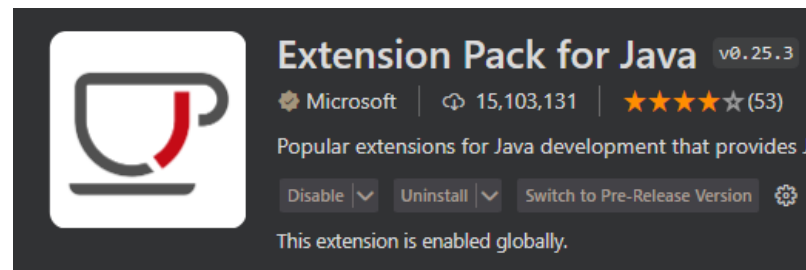 Extension Pack for Java v0.25.3
Microsoft 15,103,131 (53)
Popular extensions for Java development that provides
Disable Uninstall Switch to Pre-Release Version
This extension is enabled globally.